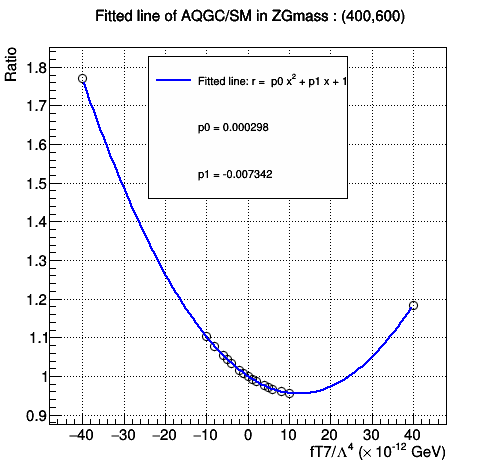 Fitted line of AQGC/SM in ZGmass : (400,600)
Ratio
Fitted line: r = p0 x² + p1 x + 1
p0 = 0.000298
p1 = -0.007342
1.8
1.7
1.6
1.5
1.4
1.3
1.2
1.1
1
0.9
−40 −30 −20 −10 0 10 20 30 40
fT7/Λ⁴ (× 10⁻¹² GeV)